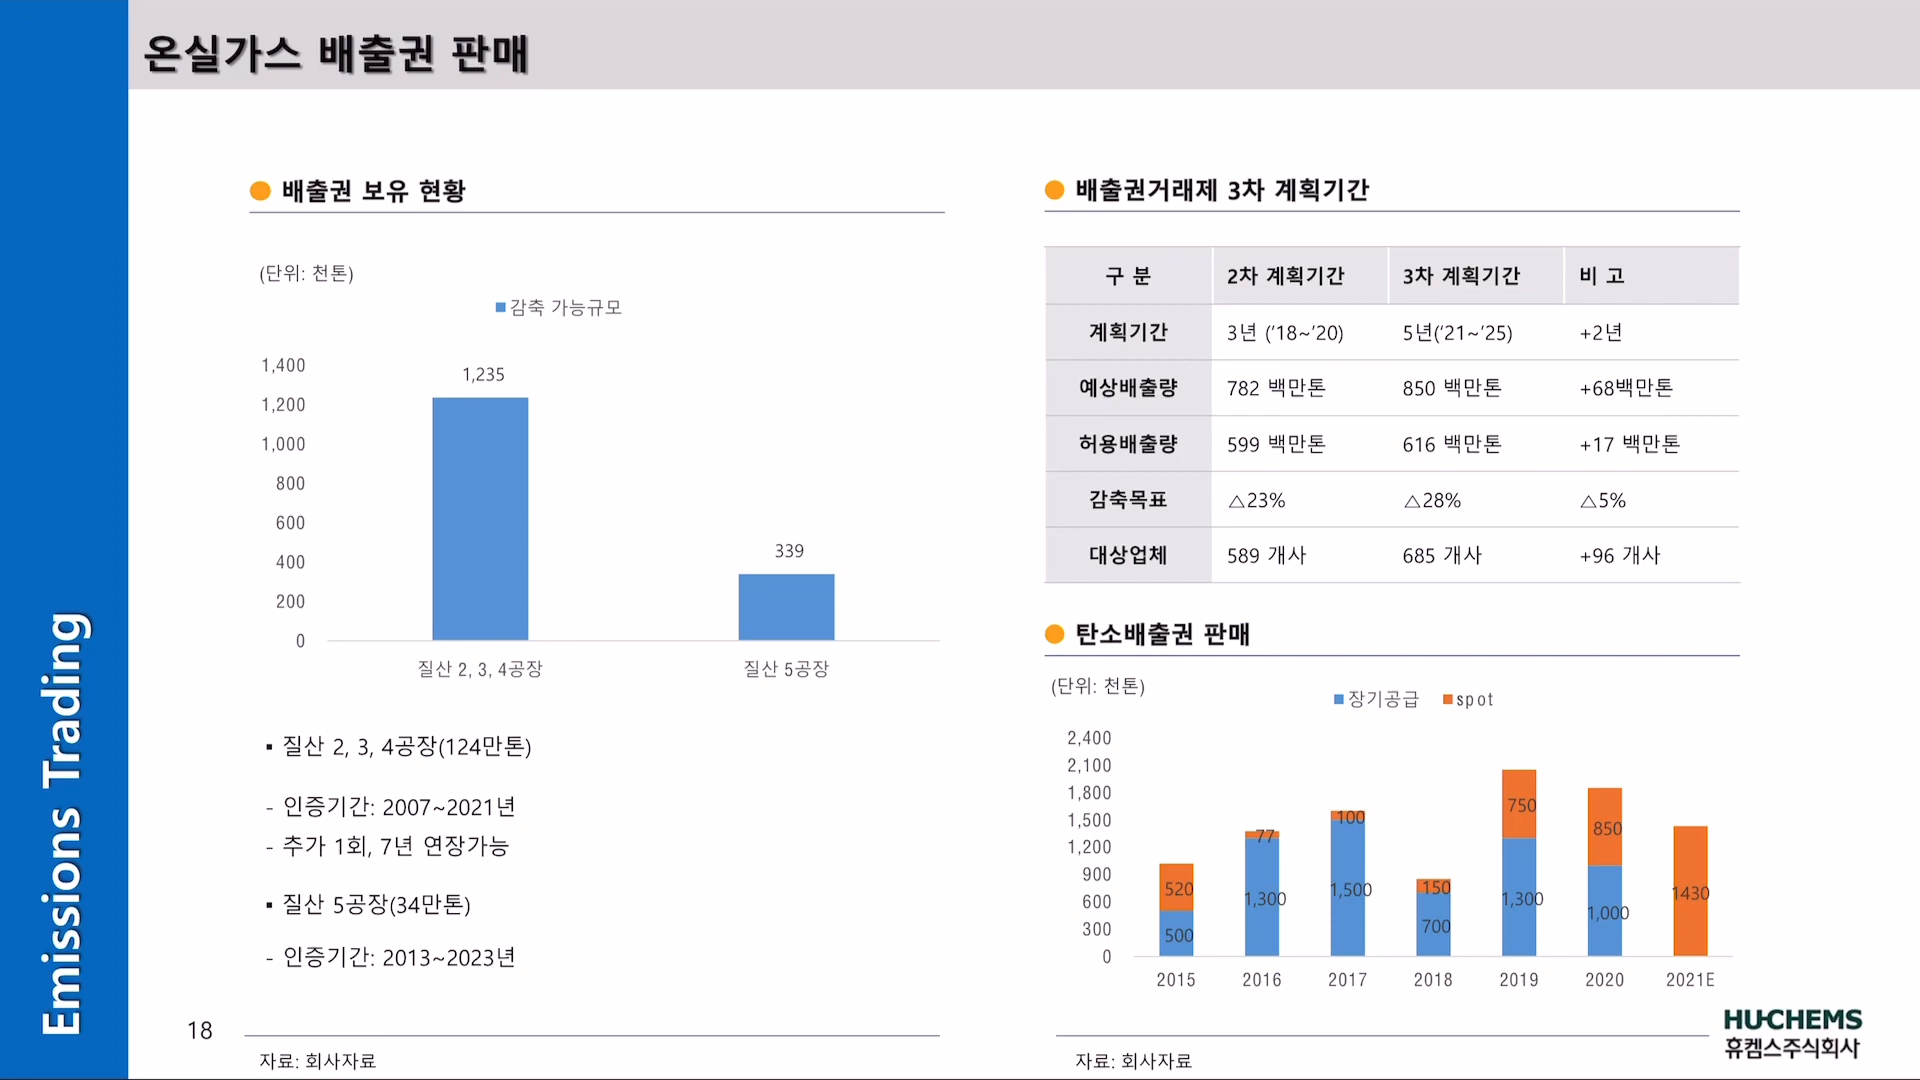 온실가스 배출권 판매
Emissions Trading
배출권 보유 현황
(단위: 천톤)
감축 가능규모
1,400
1,200
1,000
800
600
400
200
0
1,235
339
질산 2, 3, 4공장
질산 5공장
▪ 질산 2, 3, 4공장(124만톤)
- 인증기간: 2007~2021년
- 추가 1회, 7년 연장가능
▪ 질산 5공장(34만톤)
- 인증기간: 2013~2023년
18
자료: 회사자료
배출권거래제 3차 계획기간
구 분 2차 계획기간 3차 계획기간 비 고
계획기간 3년 (‘18~‘20) 5년(‘21~‘25) +2년
예상배출량 782 백만톤 850 백만톤 +68백만톤
허용배출량 599 백만톤 616 백만톤 +17 백만톤
감축목표 △23% △28% △5%
대상업체 589 개사 685 개사 +96 개사
탄소배출권 판매
(단위: 천톤)
장기공급 spot
2,400
2,100
1,800
1,500
1,200
900
600
300
0
520
500
77
1,300
100
1,500
150
700
750
1,300
850
1,000
1430
2015 2016 2017 2018 2019 2020 2021E
자료: 회사자료
HUCHEMS
휴켐스주식회사